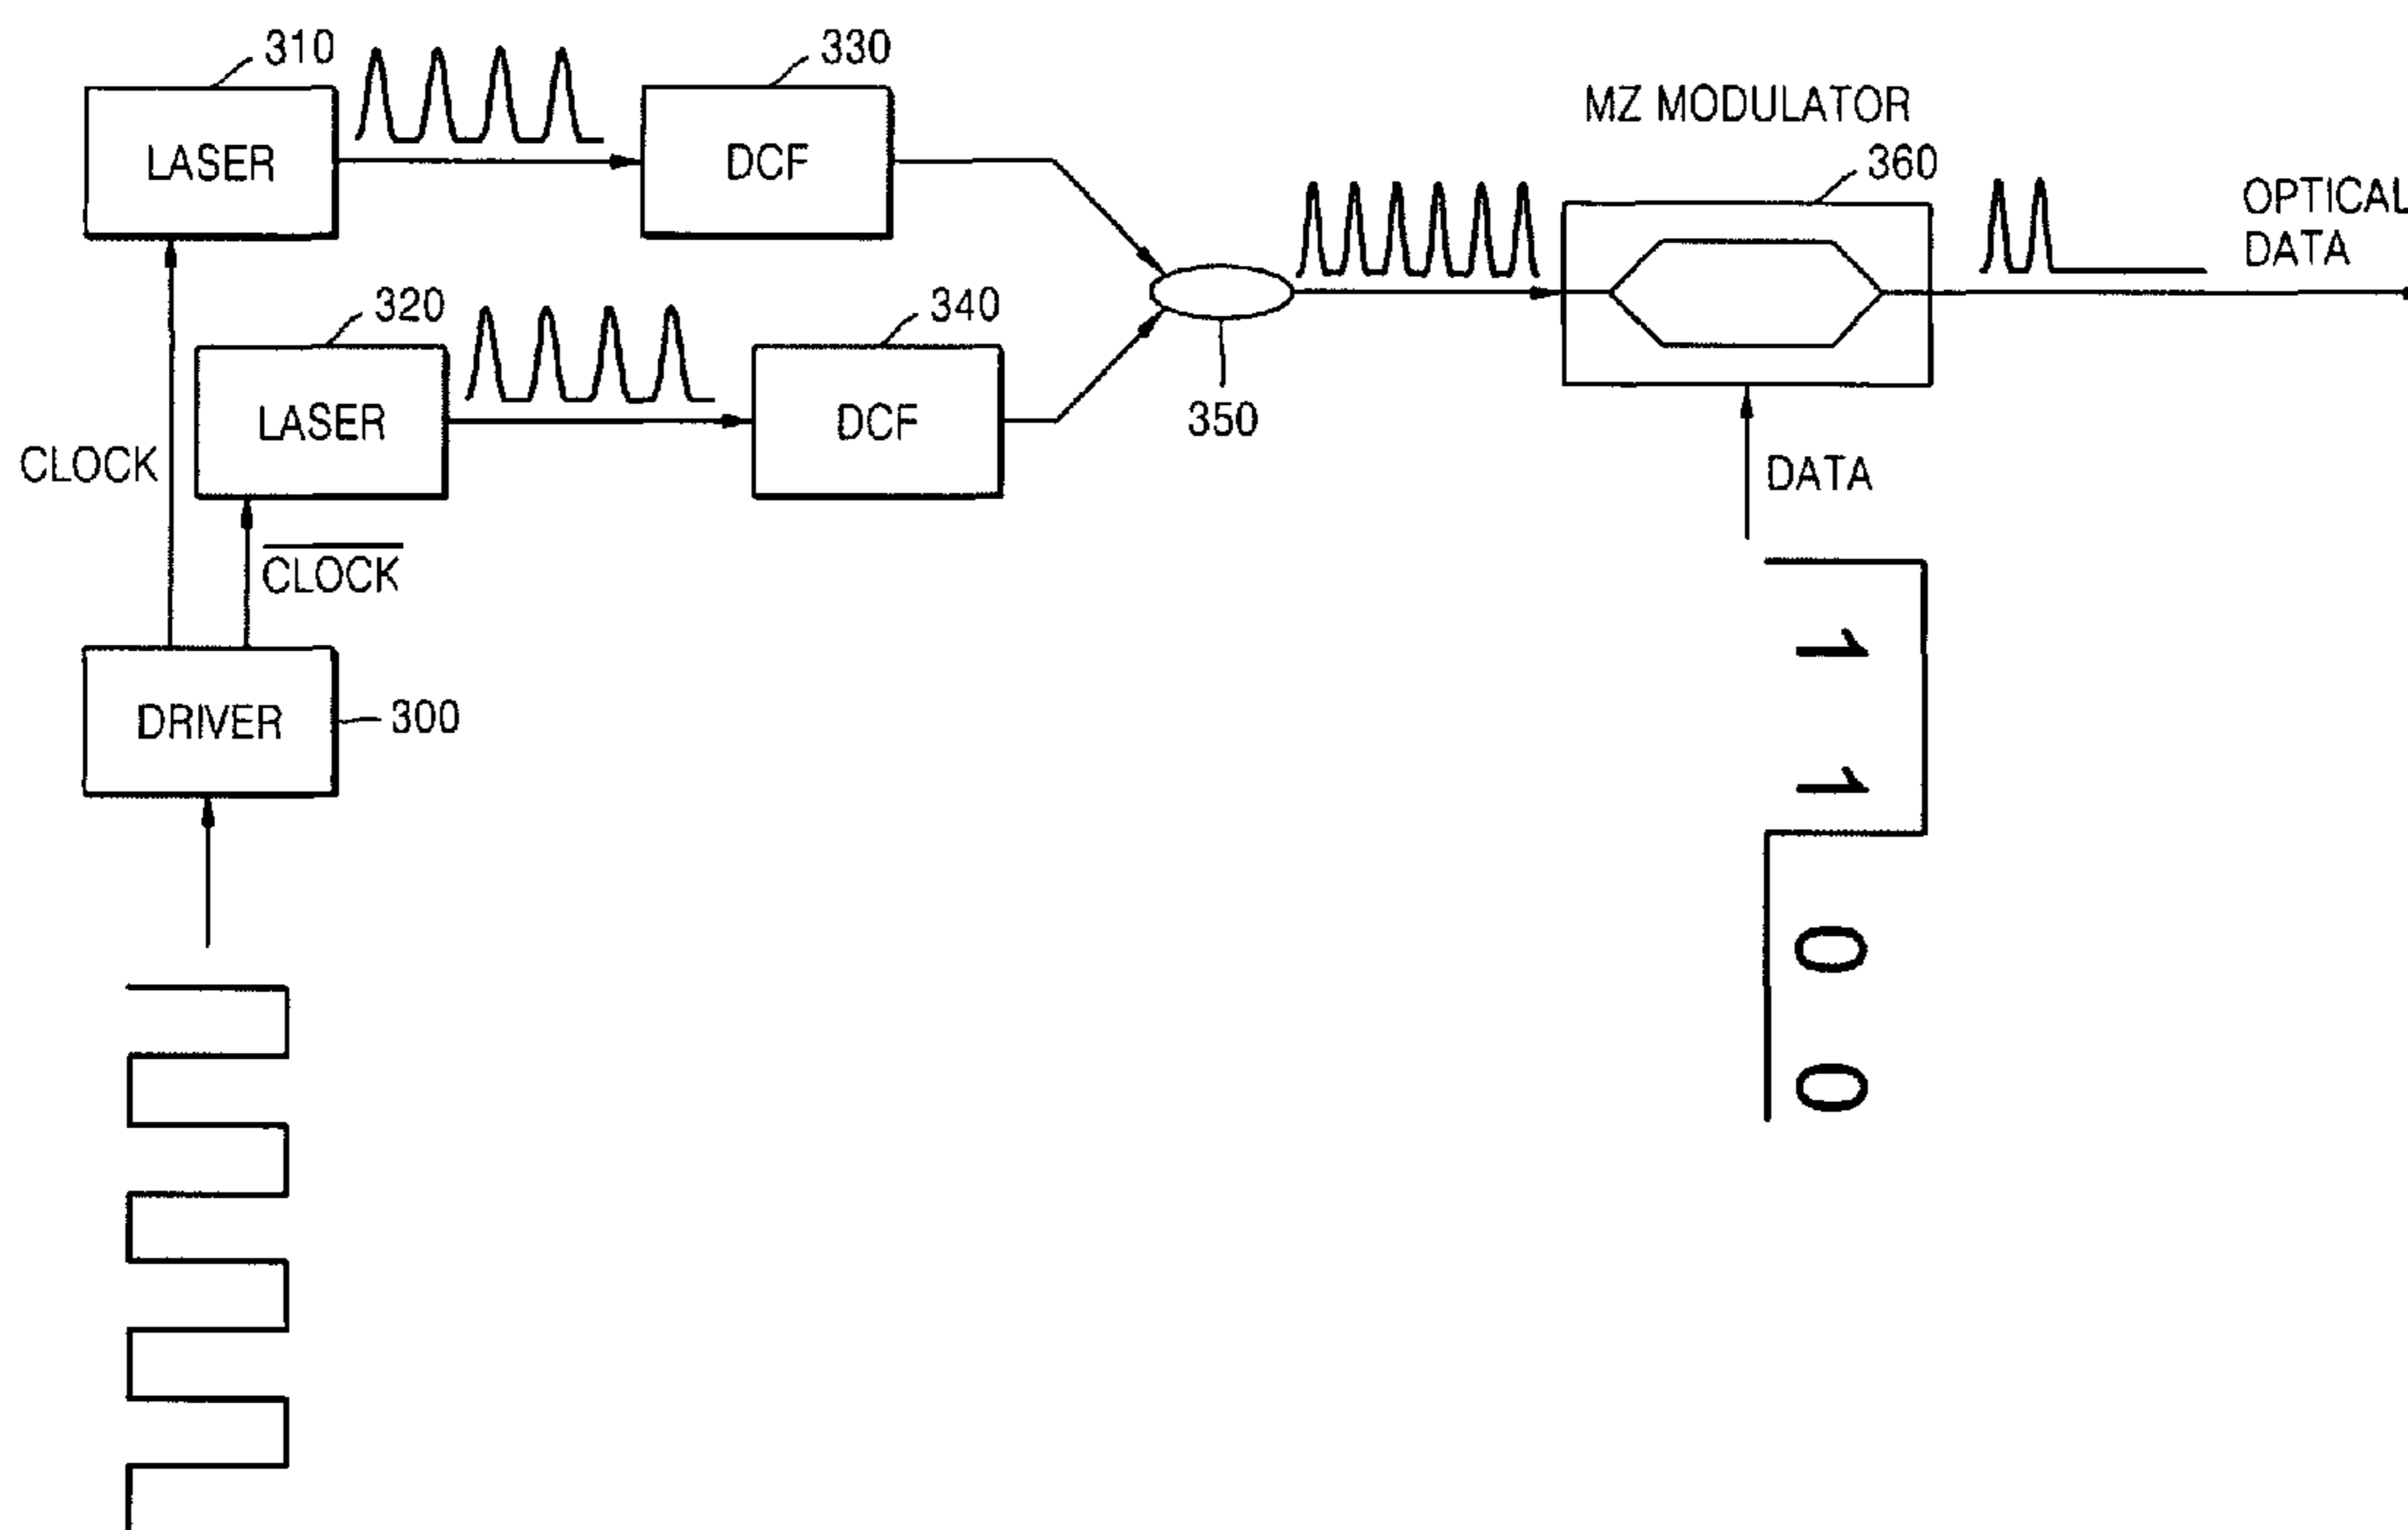 310
330
LASER
DCF
MZ MODULATOR
360
OPTICAL
DATA
320
340
LASER
DCF
350
CLOCK
DATA
CLOCK
DRIVER
300
1
1
0
0